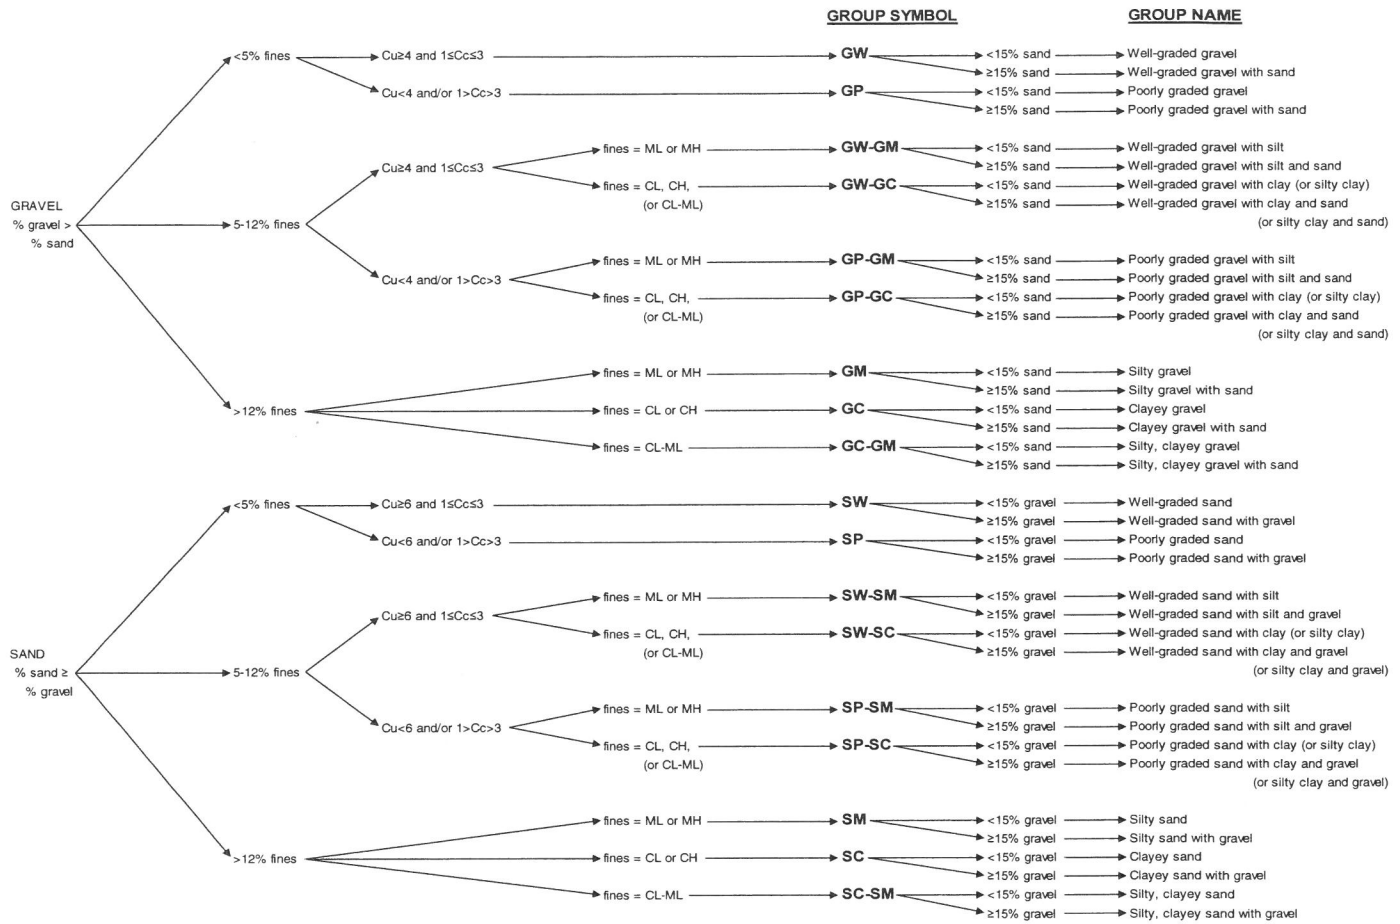 GROUP SYMBOL GROUP NAME
<5% fines Cu≥4 and 1≤Cc≤3 GW <15% sand Well-graded gravel
≥15% sand Well-graded gravel with sand
Cu<4 and/or 1>Cc>3 GP <15% sand Poorly graded gravel
≥15% sand Poorly graded gravel with sand
fines = ML or MH GW-GM <15% sand Well-graded gravel with silt
Cu≥4 and 1≤Cc≤3 ≥15% sand Well-graded gravel with silt and sand
fines = CL, CH, GW-GC <15% sand Well-graded gravel with clay (or silty clay)
(or CL-ML) ≥15% sand Well-graded gravel with clay and sand
GRAVEL
% gravel > 5-12% fines (or silty clay and sand)
% sand
fines = ML or MH GP-GM <15% sand Poorly graded gravel with silt
Cu<4 and/or 1>Cc>3 ≥15% sand Poorly graded gravel with silt and sand
fines = CL, CH, GP-GC <15% sand Poorly graded gravel with clay (or silty clay)
(or CL-ML) ≥15% sand Poorly graded gravel with clay and sand
(or silty clay and sand)
fines = ML or MH GM <15% sand Silty gravel
≥15% sand Silty gravel with sand
>12% fines fines = CL or CH GC <15% sand Clayey gravel
≥15% sand Clayey gravel with sand
fines = CL-ML GC-GM <15% sand Silty, clayey gravel
≥15% sand Silty, clayey gravel with sand
<5% fines Cu≥6 and 1≤Cc≤3 SW <15% gravel Well-graded sand
≥15% gravel Well-graded sand with gravel
Cu<6 and/or 1>Cc>3 SP <15% gravel Poorly graded sand
≥15% gravel Poorly graded sand with gravel
fines = ML or MH SW-SM <15% gravel Well-graded sand with silt
Cu≥6 and 1≤Cc≤3 ≥15% gravel Well-graded sand with silt and gravel
fines = CL, CH, SW-SC <15% gravel Well-graded sand with clay (or silty clay)
(or CL-ML) ≥15% gravel Well-graded sand with clay and gravel
SAND
% sand ≥ 5-12% fines (or silty clay and gravel)
% gravel
fines = ML or MH SP-SM <15% gravel Poorly graded sand with silt
Cu<6 and/or 1>Cc>3 ≥15% gravel Poorly graded sand with silt and gravel
fines = CL, CH, SP-SC <15% gravel Poorly graded sand with clay (or silty clay)
(or CL-ML) ≥15% gravel Poorly graded sand with clay and gravel
(or silty clay and gravel)
fines = ML or MH SM <15% gravel Silty sand
≥15% gravel Silty sand with gravel
>12% fines fines = CL or CH SC <15% gravel Clayey sand
≥15% gravel Clayey sand with gravel
fines = CL-ML SC-SM <15% gravel Silty, clayey sand
≥15% gravel Silty, clayey sand with gravel